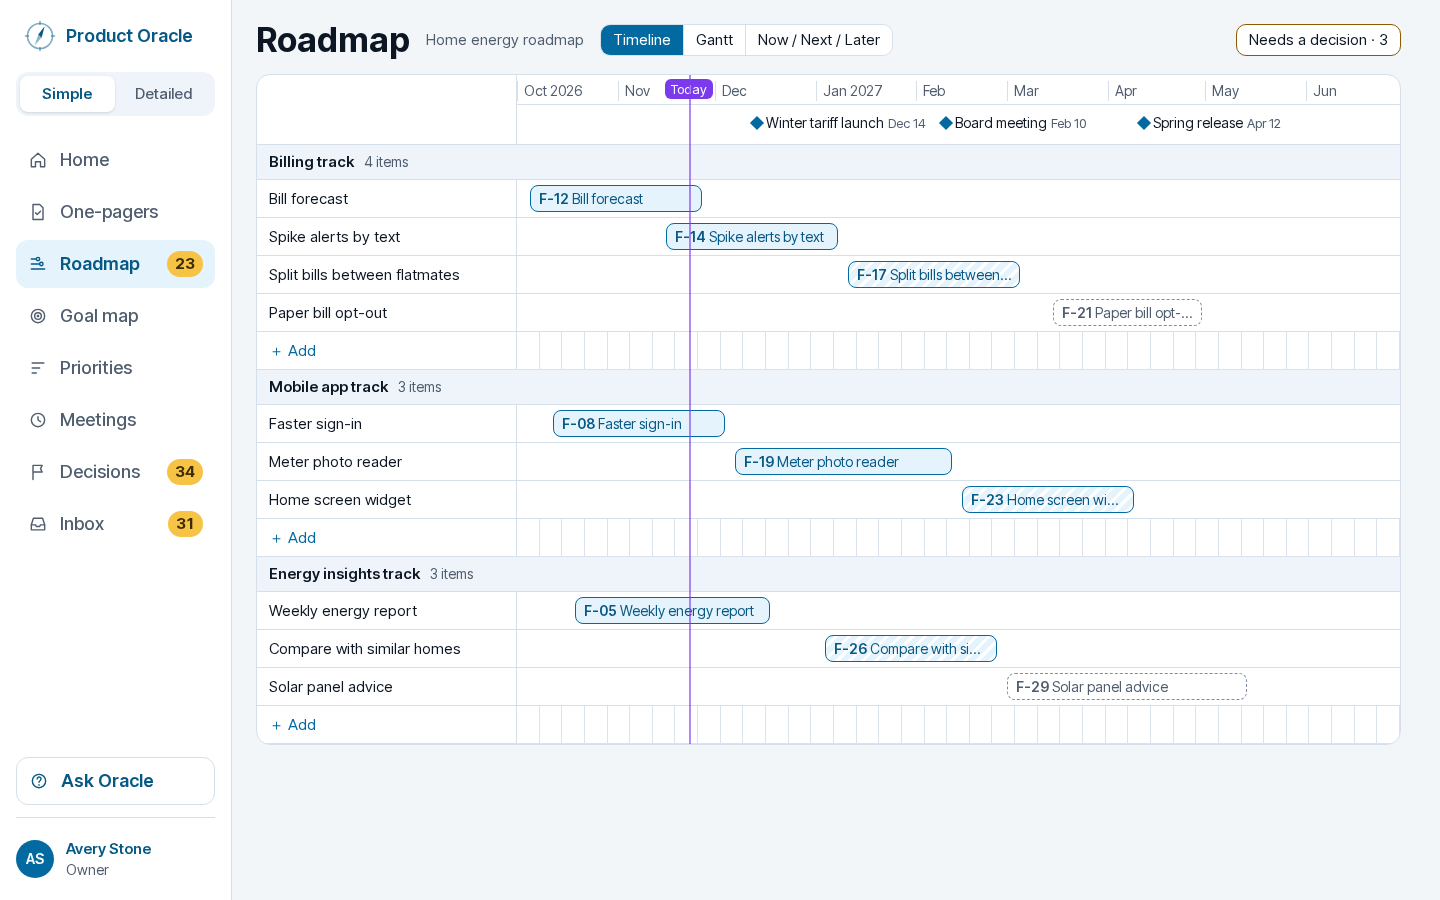 Product Oracle
Simple Detailed
Home
One-pagers
Roadmap 23
Goal map
Priorities
Meetings
Decisions 34
Inbox 31
Ask Oracle
AS Avery Stone
Owner
Roadmap Home energy roadmap Timeline Gantt Now / Next / Later Needs a decision · 3
Oct 2026 Nov Today Dec Jan 2027 Feb Mar Apr May Jun
Winter tariff launch Dec 14 Board meeting Feb 10 Spring release Apr 12
Billing track 4 items
Bill forecast F-12 Bill forecast
Spike alerts by text F-14 Spike alerts by text
Split bills between flatmates F-17 Split bills between...
Paper bill opt-out F-21 Paper bill opt-...
+ Add
Mobile app track 3 items
Faster sign-in F-08 Faster sign-in
Meter photo reader F-19 Meter photo reader
Home screen widget F-23 Home screen wi...
+ Add
Energy insights track 3 items
Weekly energy report F-05 Weekly energy report
Compare with similar homes F-26 Compare with si...
Solar panel advice F-29 Solar panel advice
+ Add